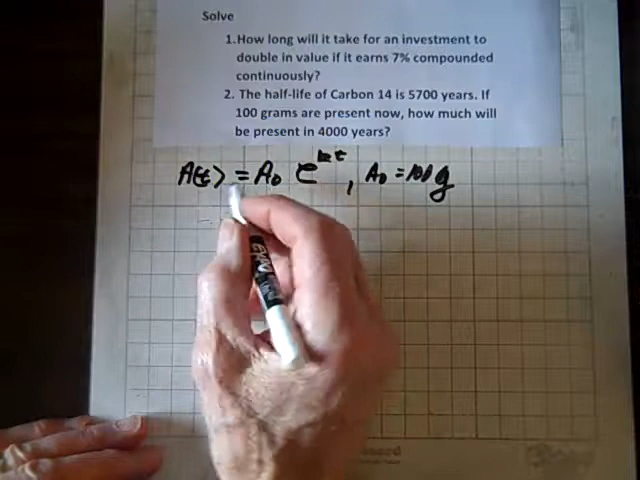 Solve
1.How long will it take for an investment to
double in value if it earns 7% compounded
continuously?
2. The half-life of Carbon 14 is 5700 years. If
100 grams are present now, how much will
be present in 4000 years?
A(t) = A₀ e^kt, A₀ = 100 g
EXPO